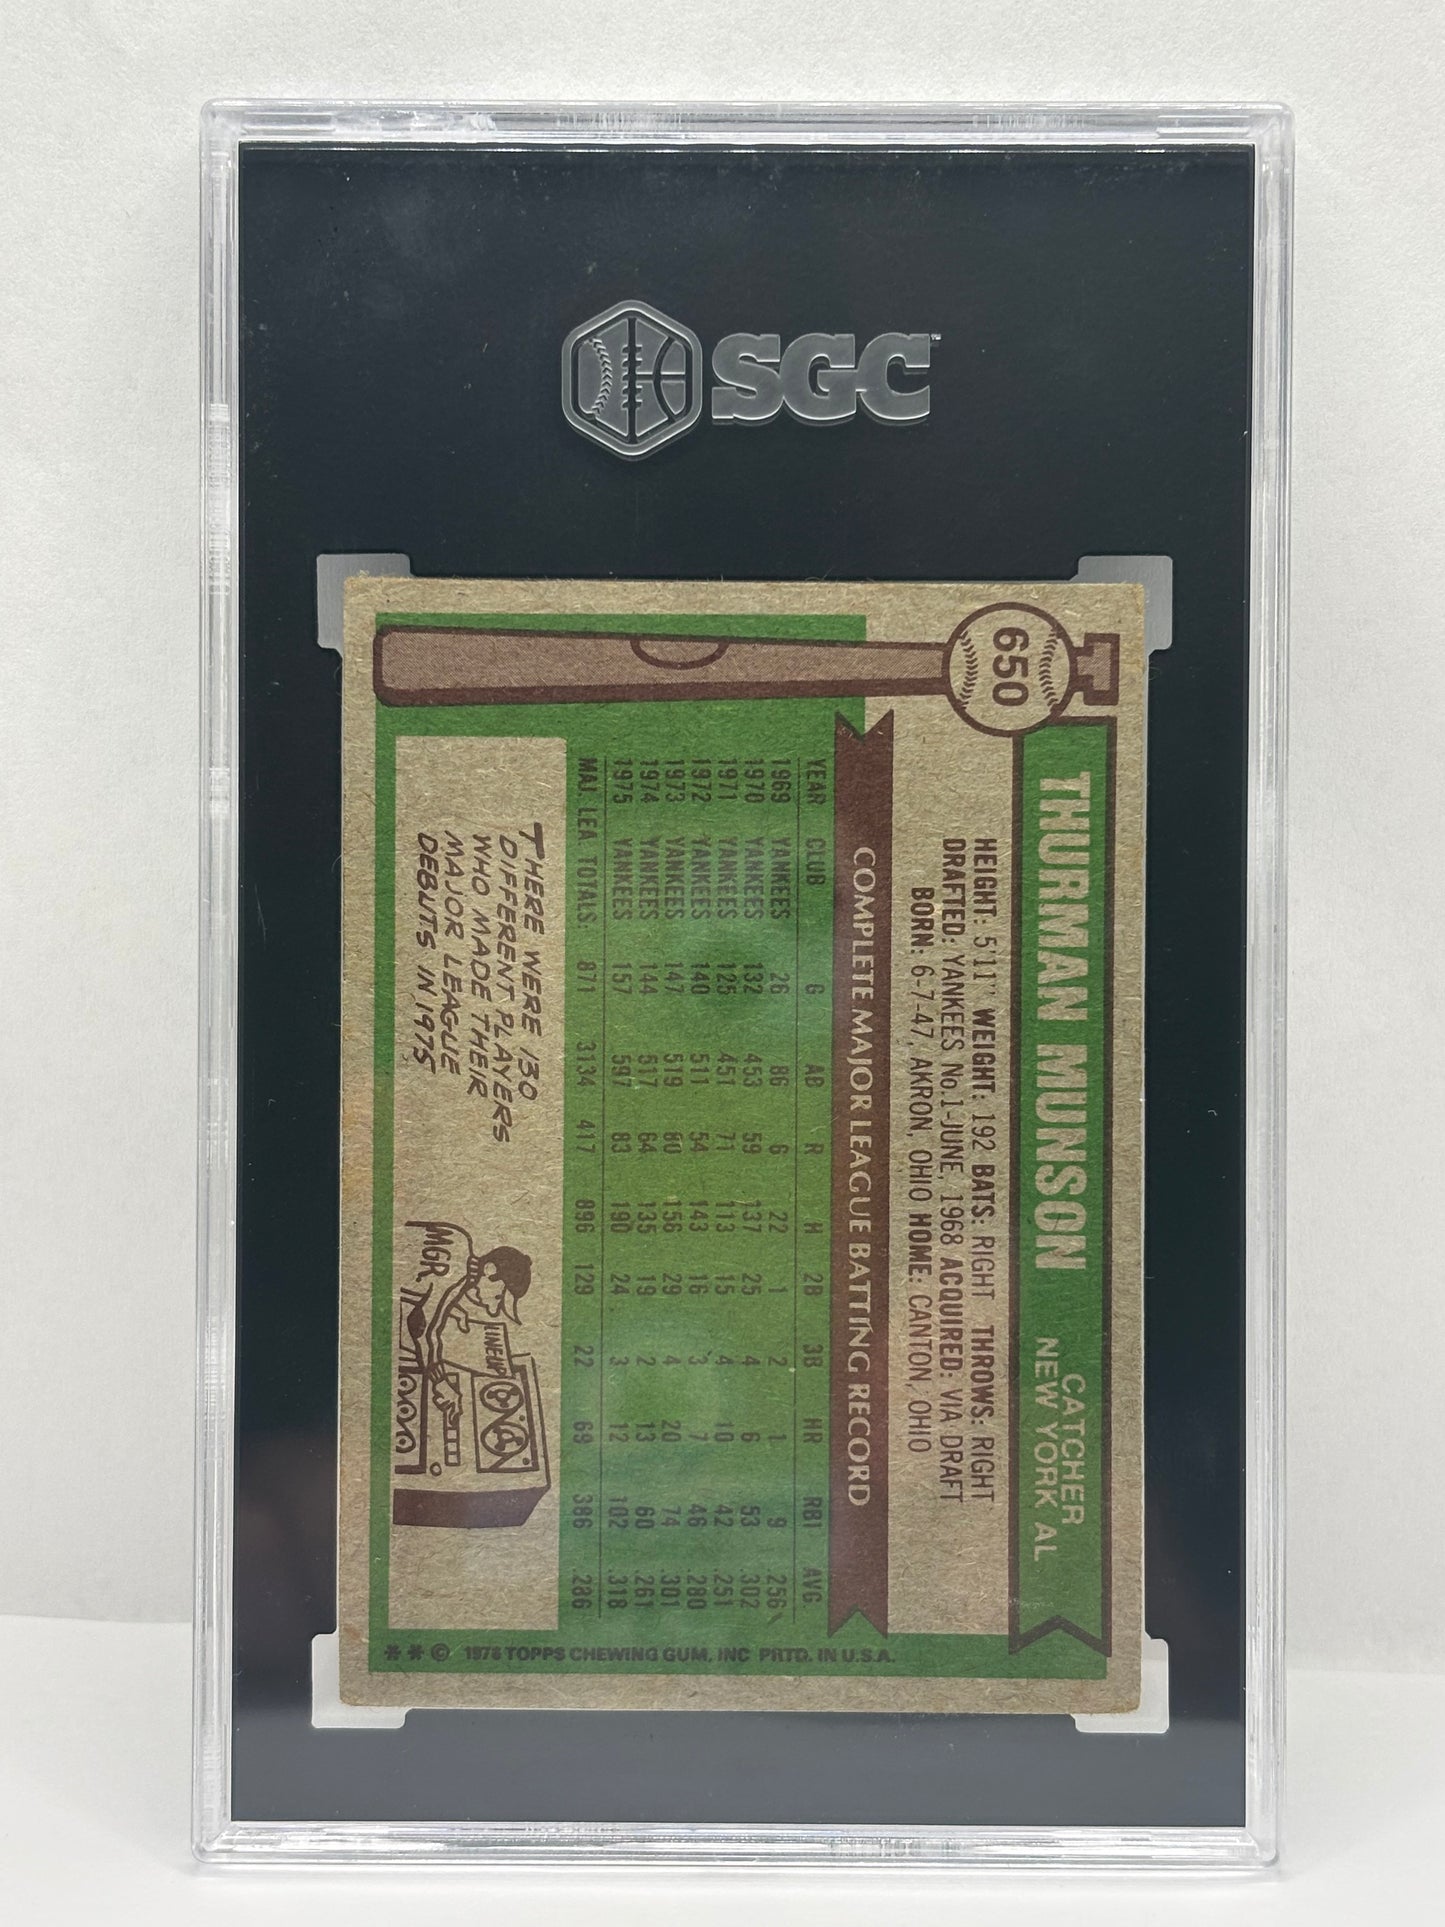 SGC™
650
THURMAN MUNSON
CATCHER
NEW YORK AL
HEIGHT: 5'11" WEIGHT: 192 BATS: RIGHT THROWS: RIGHT
DRAFTED: YANKEES No.1-JUNE, 1968 ACQUIRED: VIA DRAFT
BORN: 6-7-47, AKRON, OHIO HOME: CANTON, OHIO
COMPLETE MAJOR LEAGUE BATTING RECORD
YEAR CLUB G AB R H 2B 3B HR RBI AVG.
1969 YANKEES 26 86 6 22 1 2 1 9 .256
1970 YANKEES 132 453 59 137 25 4 6 53 .302
1971 YANKEES 125 451 71 113 15 4 10 42 .251
1972 YANKEES 140 511 54 143 16 3 7 46 .280
1973 YANKEES 147 519 80 156 29 4 20 74 .301
1974 YANKEES 144 517 64 135 19 2 13 60 .261
1975 YANKEES 157 597 83 190 24 3 12 102 .318
MAJ. LEA. TOTALS: 871 3134 417 896 129 22 69 386 .286
THERE WERE 130
DIFFERENT PLAYERS
WHO MADE THEIR
MAJOR LEAGUE
DEBUTS IN 1975
LINEUP
MGR.
** © 1976 TOPPS CHEWING GUM, INC PRTD. IN U.S.A.